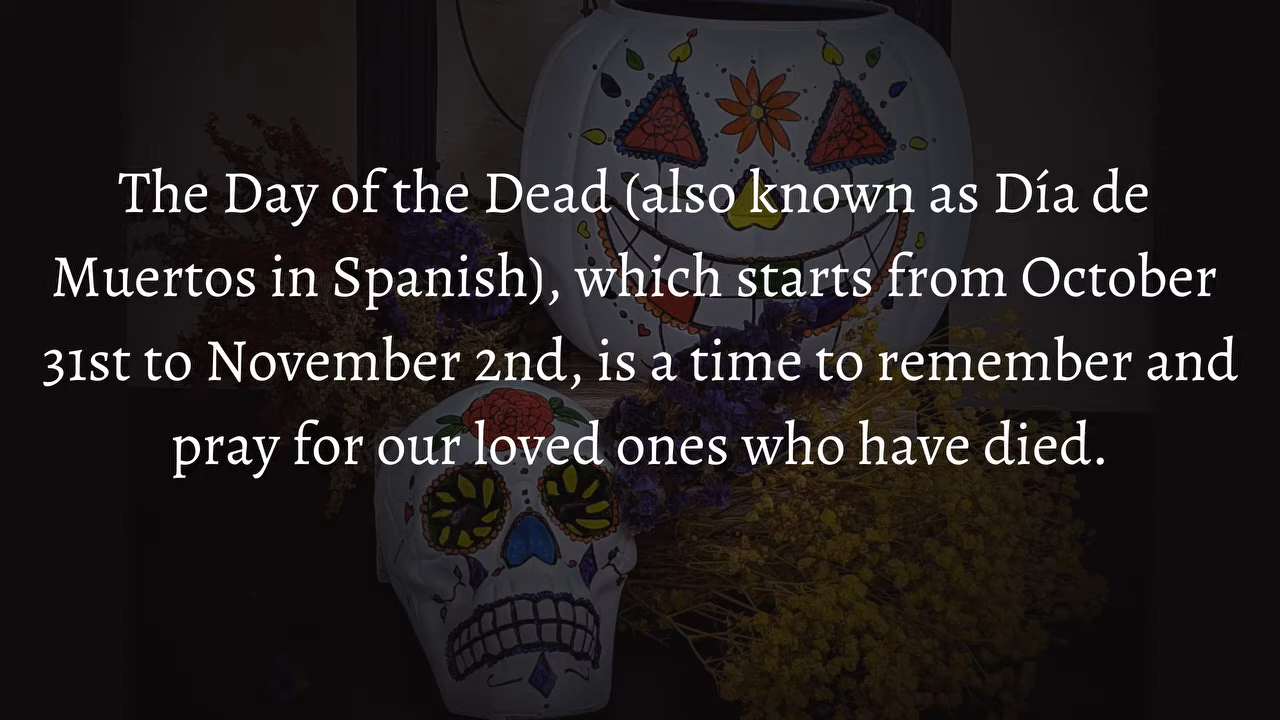 The Day of the Dead (also known as Día de
Muertos in Spanish), which starts from October
31st to November 2nd, is a time to remember and
pray for our loved ones who have died.